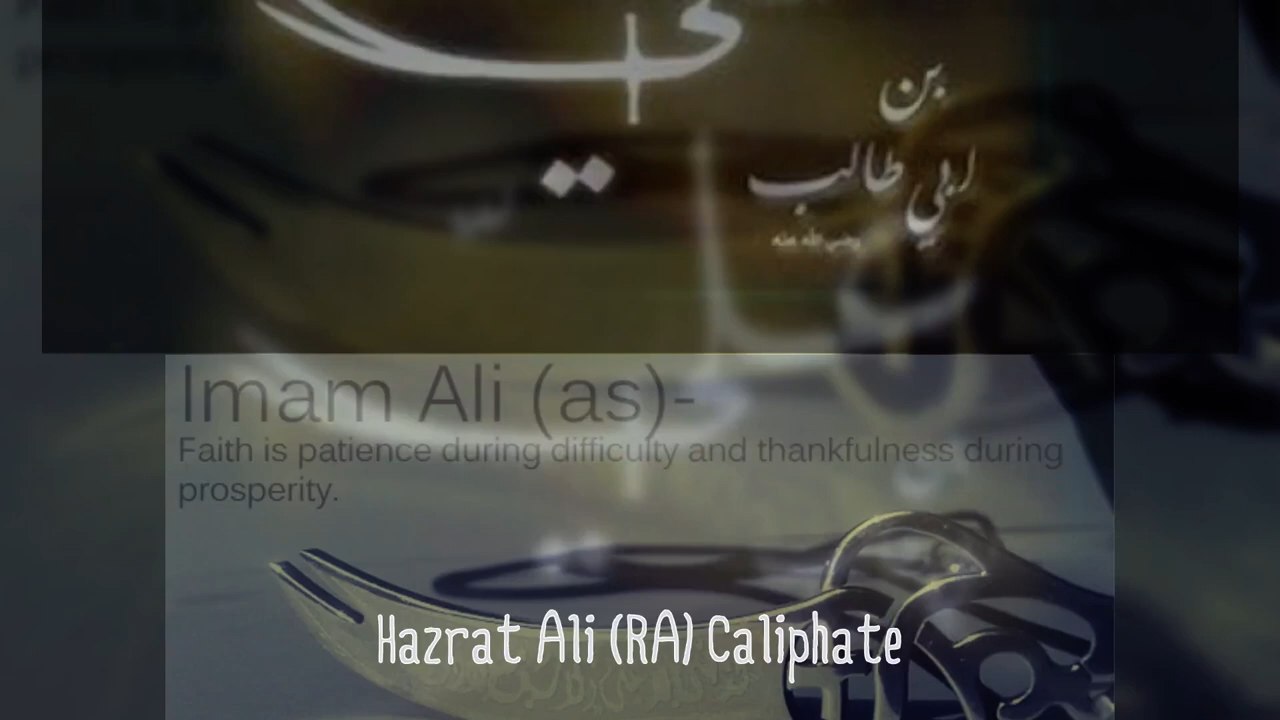 بن
ابي طالب
رضي الله عنه
Imam Ali (as)-
Faith is patience during difficulty and thankfulness during
prosperity.
Hazrat Ali (RA) Caliphate